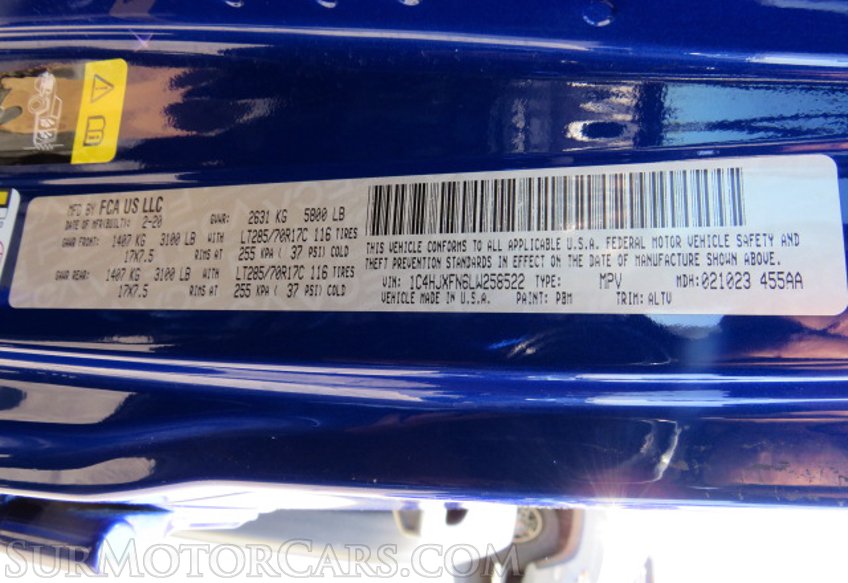 MFD BY FCA US LLC
DATE OF MFR(BUILT): 2-20 GVWR: 2631 KG 5800 LB
GAWR FRONT: 1407 KG 3100 LB WITH LT285/70R17C 116 TIRES
17X7.5 RIMS AT 255 KPA ( 37 PSI) COLD
GAWR REAR: 1407 KG 3100 LB WITH LT285/70R17C 116 TIRES
17X7.5 RIMS AT 255 KPA ( 37 PSI) COLD
THIS VEHICLE CONFORMS TO ALL APPLICABLE U.S.A. FEDERAL MOTOR VEHICLE SAFETY AND
THEFT PREVENTION STANDARDS IN EFFECT ON THE DATE OF MANUFACTURE SHOWN ABOVE.
VIN: 1C4HJXFN6LW258522 TYPE: MPV MDH: 021023 455AA
VEHICLE MADE IN U.S.A. PAINT: PBM TRIM: ALTV
SURMOTORCARS.COM